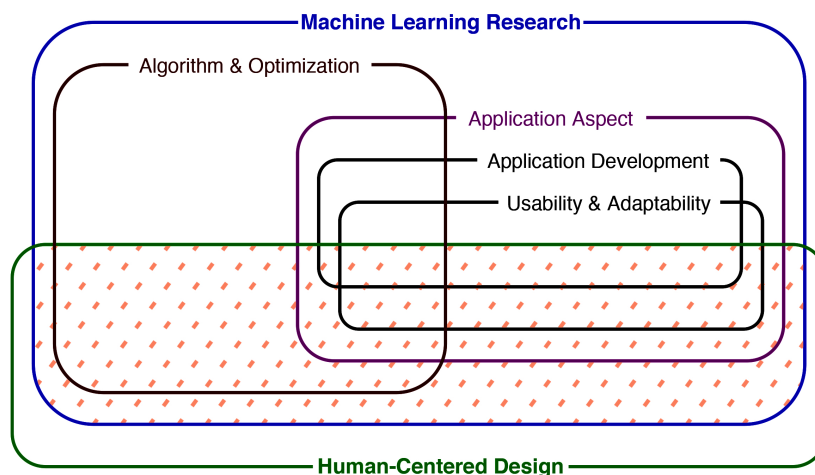 Machine Learning Research
Algorithm & Optimization
Application Aspect
Application Development
Usability & Adaptability
Human-Centered Design